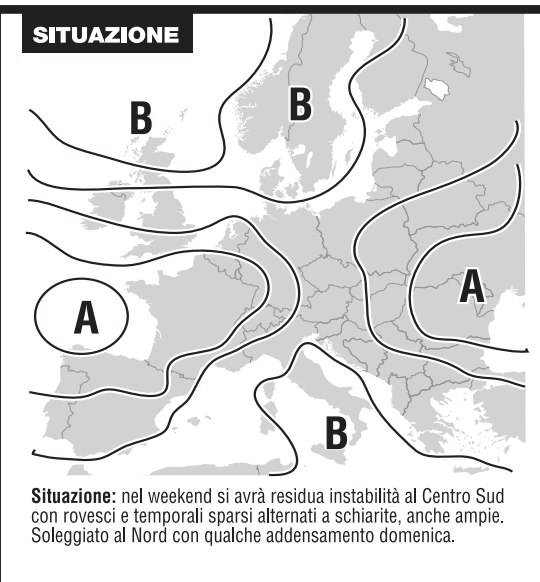 SITUAZIONE
B
B
A
A
B
Situazione: nel weekend si avrà residua instabilità al Centro Sud
con rovesci e temporali sparsi alternati a schiarite, anche ampie.
Soleggiato al Nord con qualche addensamento domenica.